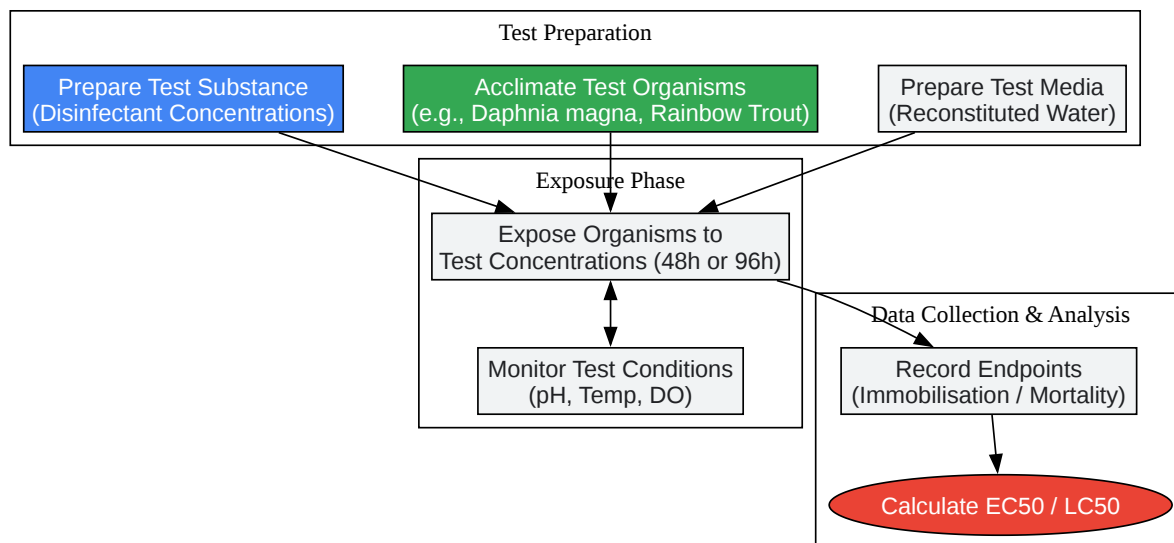 Test Preparation
Prepare Test Substance
(Disinfectant Concentrations)
Acclimate Test Organisms
(e.g., Daphnia magna, Rainbow Trout)
Prepare Test Media
(Reconstituted Water)
Exposure Phase
Expose Organisms to
Test Concentrations (48h or 96h)
Monitor Test Conditions
(pH, Temp, DO)
Data Collection & Analysis
Record Endpoints
(Immobilisation / Mortality)
Calculate EC50 / LC50